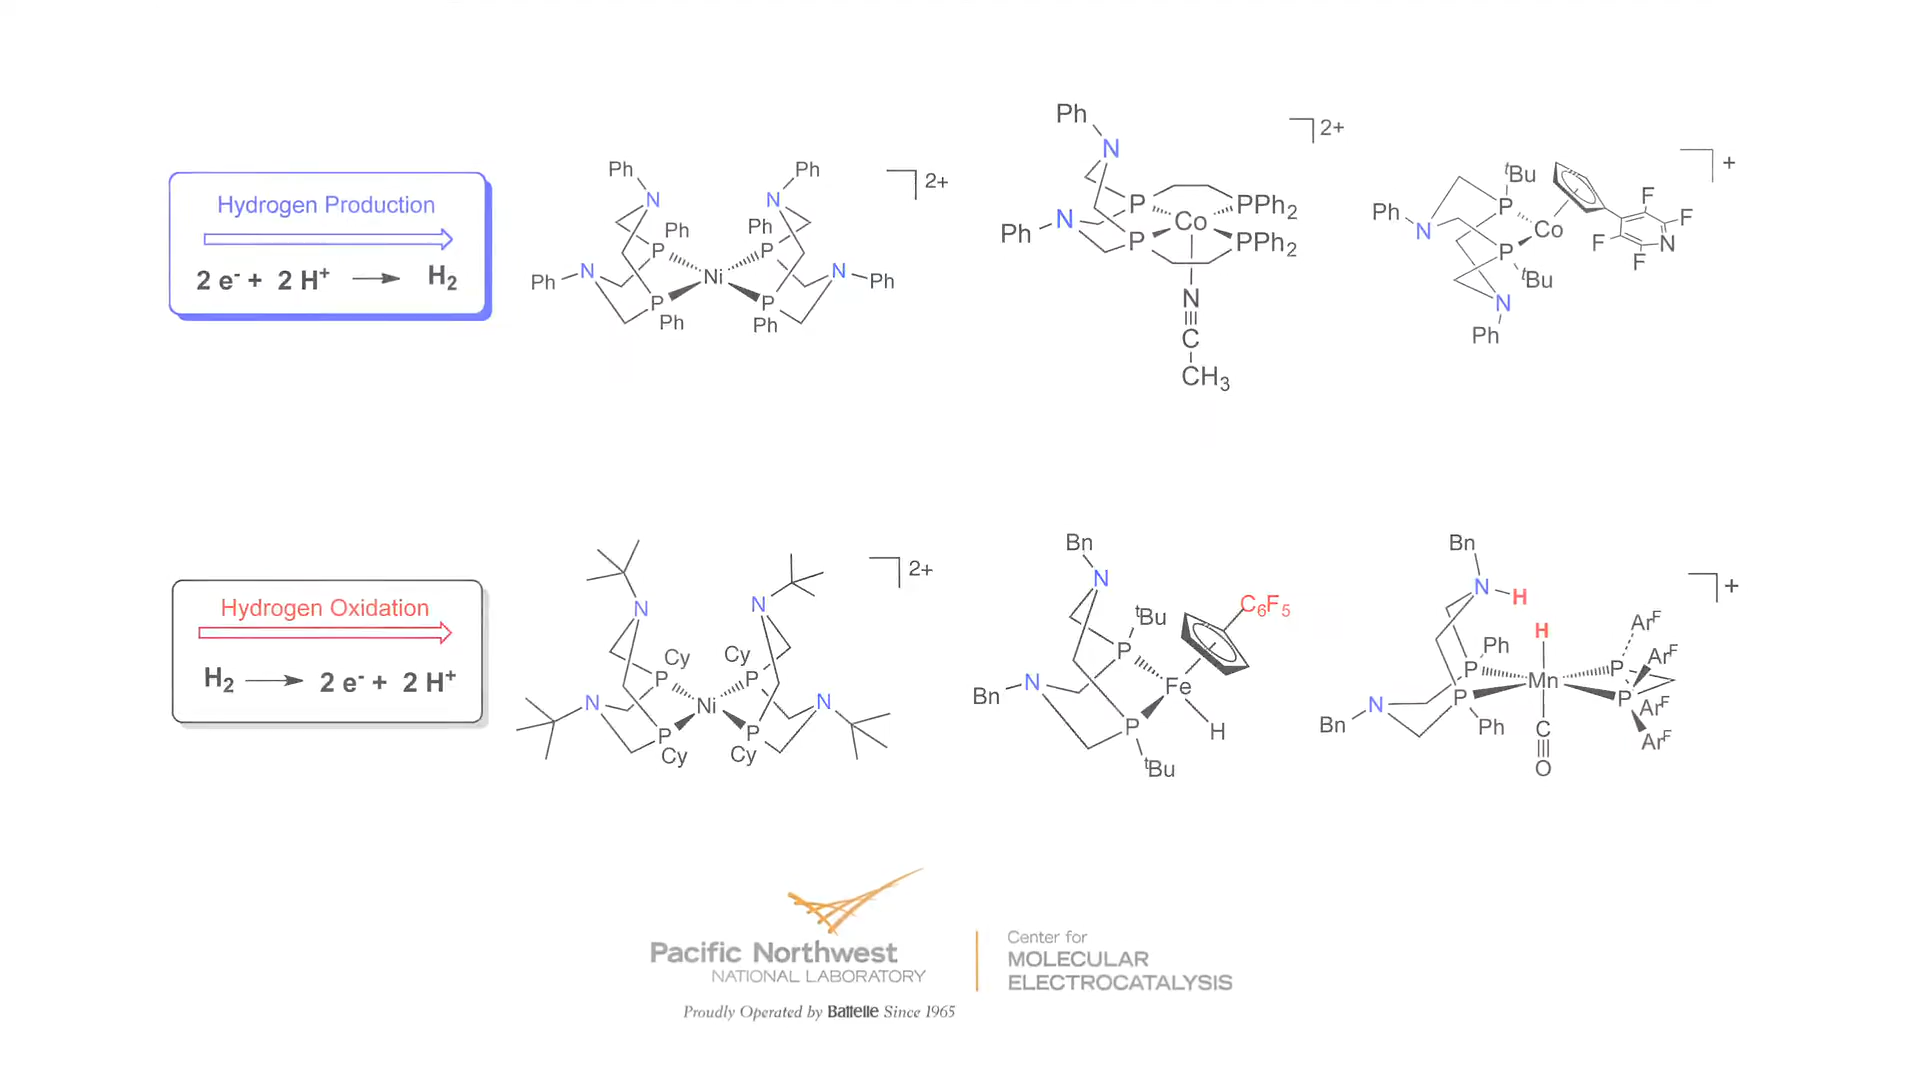 Hydrogen Production
2 e⁻ + 2 H⁺ → H₂
Ph
N
Ph
N
Ph
P
Ph
N
P
Ph
Ni
Ph
N
Ph
P
P
N
Ph
Ph
]2+
Ph
N
Ph
N
P
P
Co
PPh₂
PPh₂
N
C
CH₃
]2+
Ph
N
ᵗBu
P
P
ᵗBu
Co
N
Ph
F
F
F
F
N
]+
Hydrogen Oxidation
H₂ → 2 e⁻ + 2 H⁺
N
N
Cy
Cy
P
P
N
N
Ni
P
P
Cy
Cy
]2+
Bn
N
ᵗBu
C₆F₅
P
Bn
N
Fe
P
H
ᵗBu
Bn
N
H
H
Ph
P
Mn
P
Ph
Bn
N
Arᶠ
Arᶠ
P
P
Arᶠ
Arᶠ
C
O
]+
Pacific Northwest
NATIONAL LABORATORY
Proudly Operated by Battelle Since 1965
Center for
MOLECULAR
ELECTROCATALYSIS